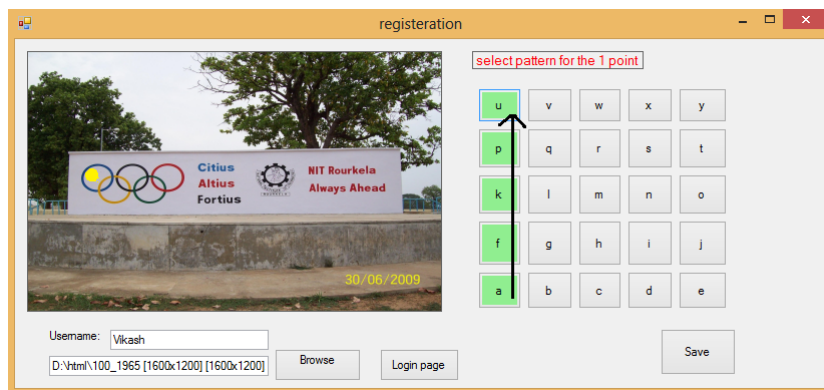 registeration
select pattern for the 1 point
u v w x y
p q r s t
k l m n o
f g h i j
a b c d e
Citius
Altius
Fortius
NIT Rourkela
Always Ahead
30/06/2009
Username: Vikash
D:\html\100_1965 [1600x1200] [1600x1200]
Browse
Login page
Save